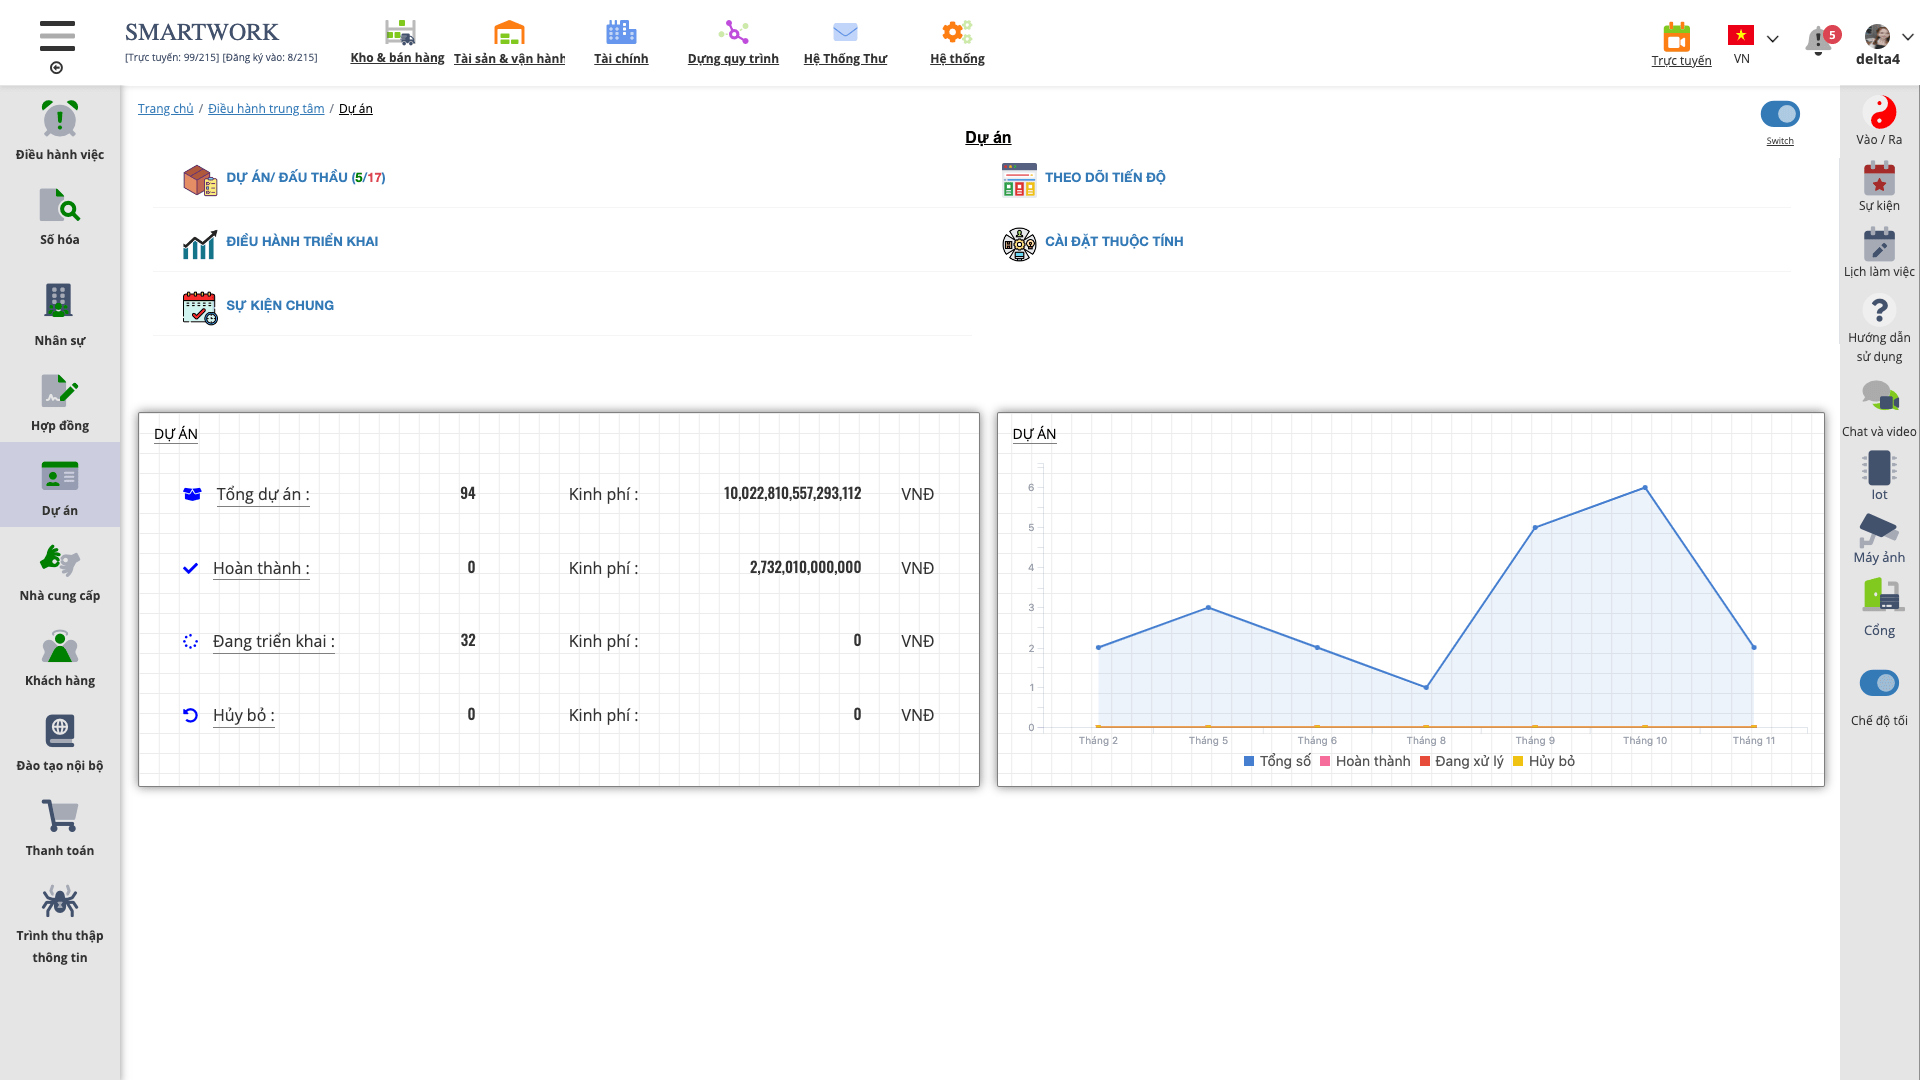 SMARTWORK
[Trực tuyến: 99/215] [Đăng ký vào: 8/215]
Kho & bán hàng
Tài sản & vận hành
Tài chính
Dựng quy trình
Hệ Thống Thư
Hệ thống
Trực tuyến
VN
5
delta4
Điều hành việc
Số hóa
Nhân sự
Hợp đồng
Dự án
Nhà cung cấp
Khách hàng
Đào tạo nội bộ
Thanh toán
Trình thu thập
thông tin
Trang chủ / Điều hành trung tâm / Dự án
Dự án
Switch
DỰ ÁN/ ĐẤU THẦU (5/17)
THEO DÕI TIẾN ĐỘ
ĐIỀU HÀNH TRIỂN KHAI
CÀI ĐẶT THUỘC TÍNH
SỰ KIỆN CHUNG
DỰ ÁN
Tổng dự án : 94 Kinh phí : 10,022,810,557,293,112 VNĐ
Hoàn thành : 0 Kinh phí : 2,732,010,000,000 VNĐ
Đang triển khai : 32 Kinh phí : 0 VNĐ
Hủy bỏ : 0 Kinh phí : 0 VNĐ
DỰ ÁN
6
5
4
3
2
1
0
Tháng 2 Tháng 5 Tháng 6 Tháng 8 Tháng 9 Tháng 10 Tháng 11
Tổng số Hoàn thành Đang xử lý Hủy bỏ
Vào / Ra
Sự kiện
Lịch làm việc
Hướng dẫn
sử dụng
Chat và video
Iot
Máy ảnh
Cổng
Chế độ tối